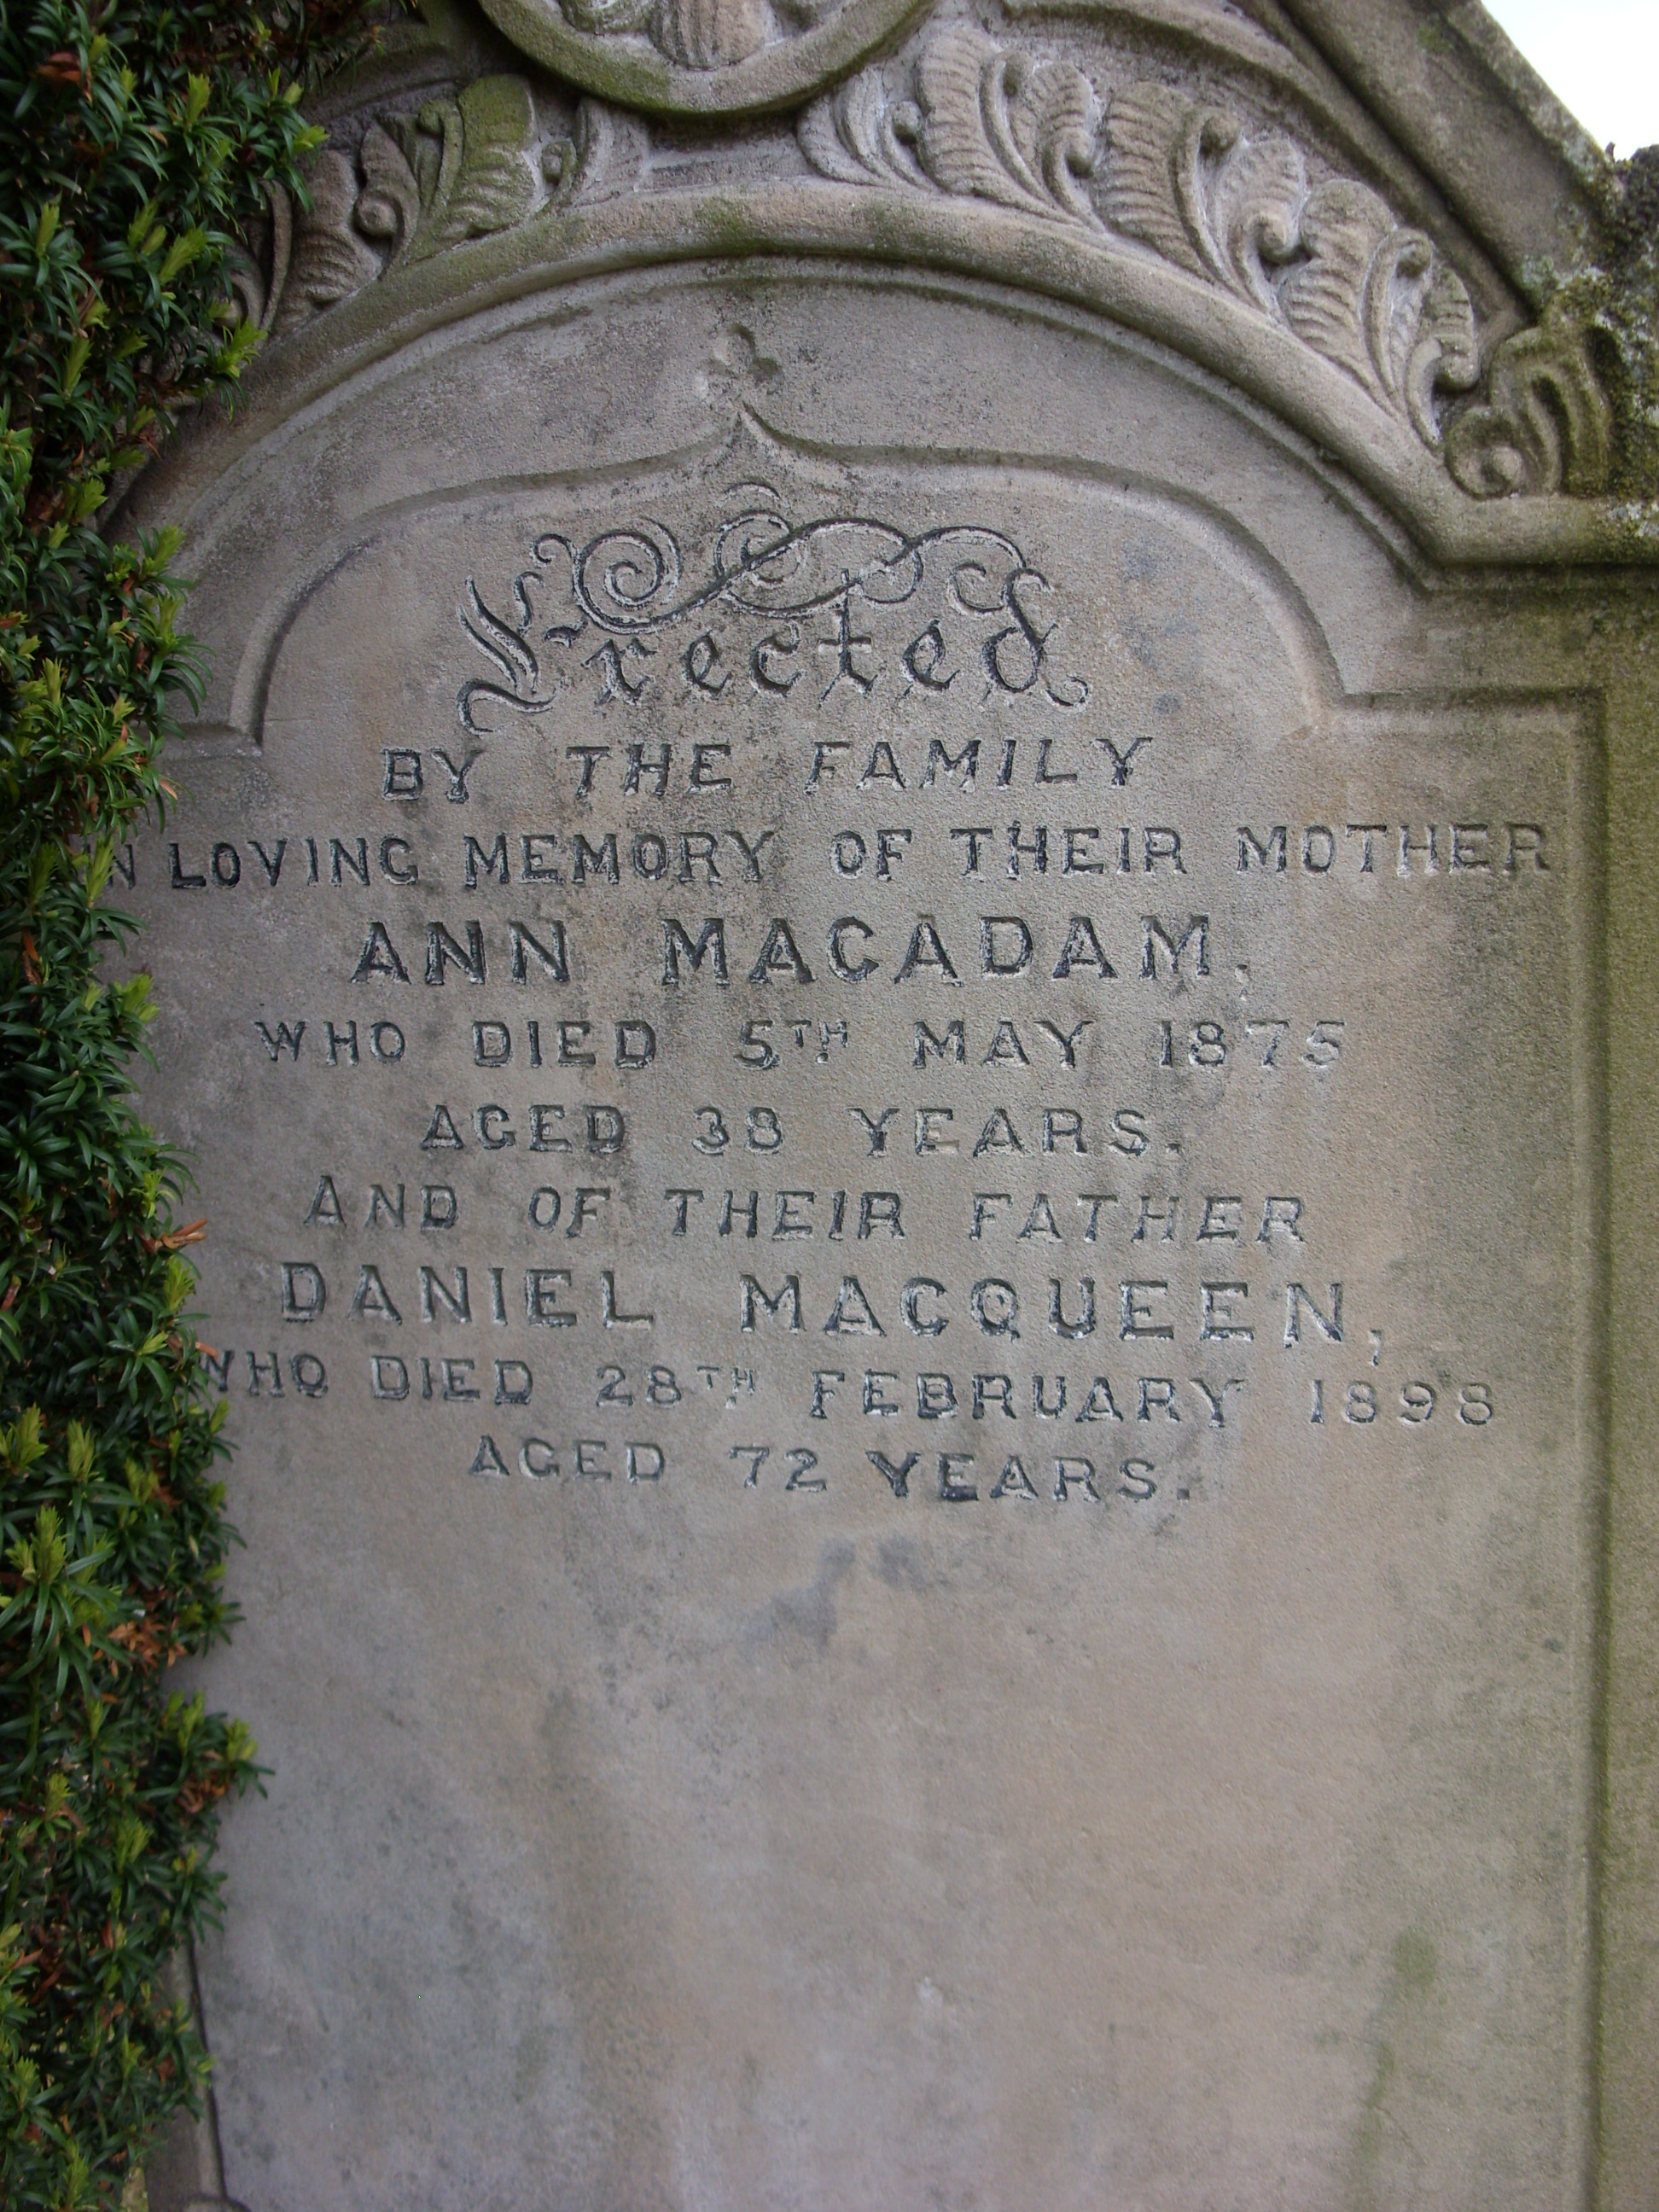 Erected
BY THE FAMILY
IN LOVING MEMORY OF THEIR MOTHER
ANN MACADAM,
WHO DIED 5TH MAY 1875
AGED 38 YEARS.
AND OF THEIR FATHER
DANIEL MACQUEEN,
WHO DIED 28TH FEBRUARY 1898
AGED 72 YEARS.